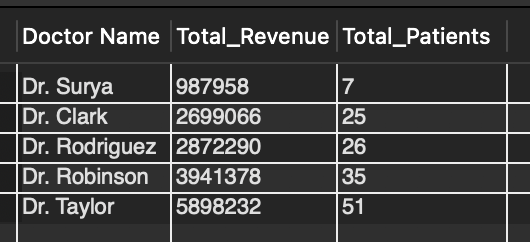 Doctor Name Total_Revenue Total_Patients
Dr. Surya 987958 7
Dr. Clark 2699066 25
Dr. Rodriguez 2872290 26
Dr. Robinson 3941378 35
Dr. Taylor 5898232 51